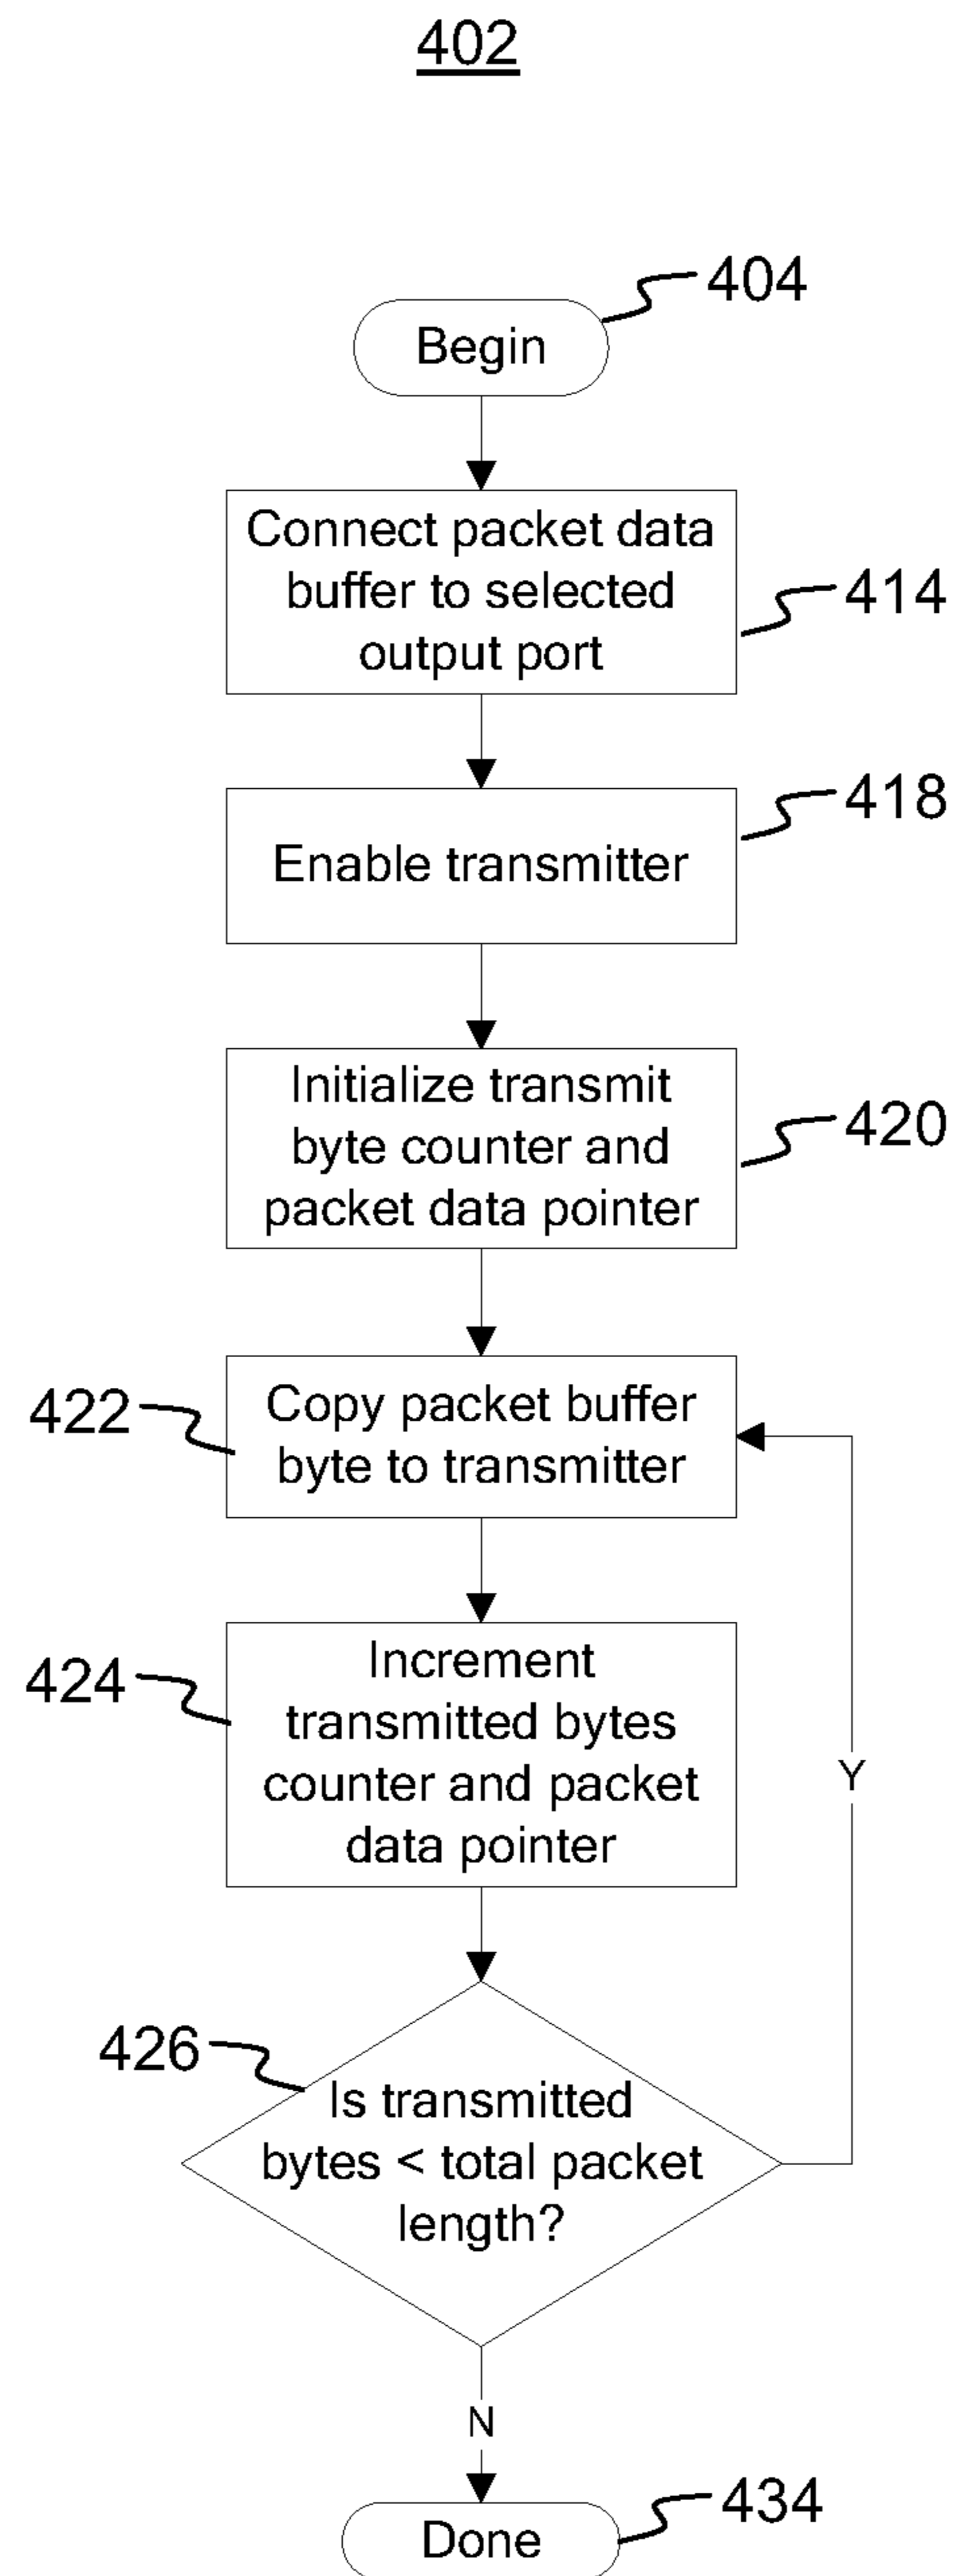 402
404
Begin
Connect packet data
buffer to selected
output port
414
418
Enable transmitter
Initialize transmit
byte counter and
packet data pointer
420
422
Copy packet buffer
byte to transmitter
424
Increment
transmitted bytes
counter and packet
data pointer
Y
426
Is transmitted
bytes < total packet
length?
N
434
Done